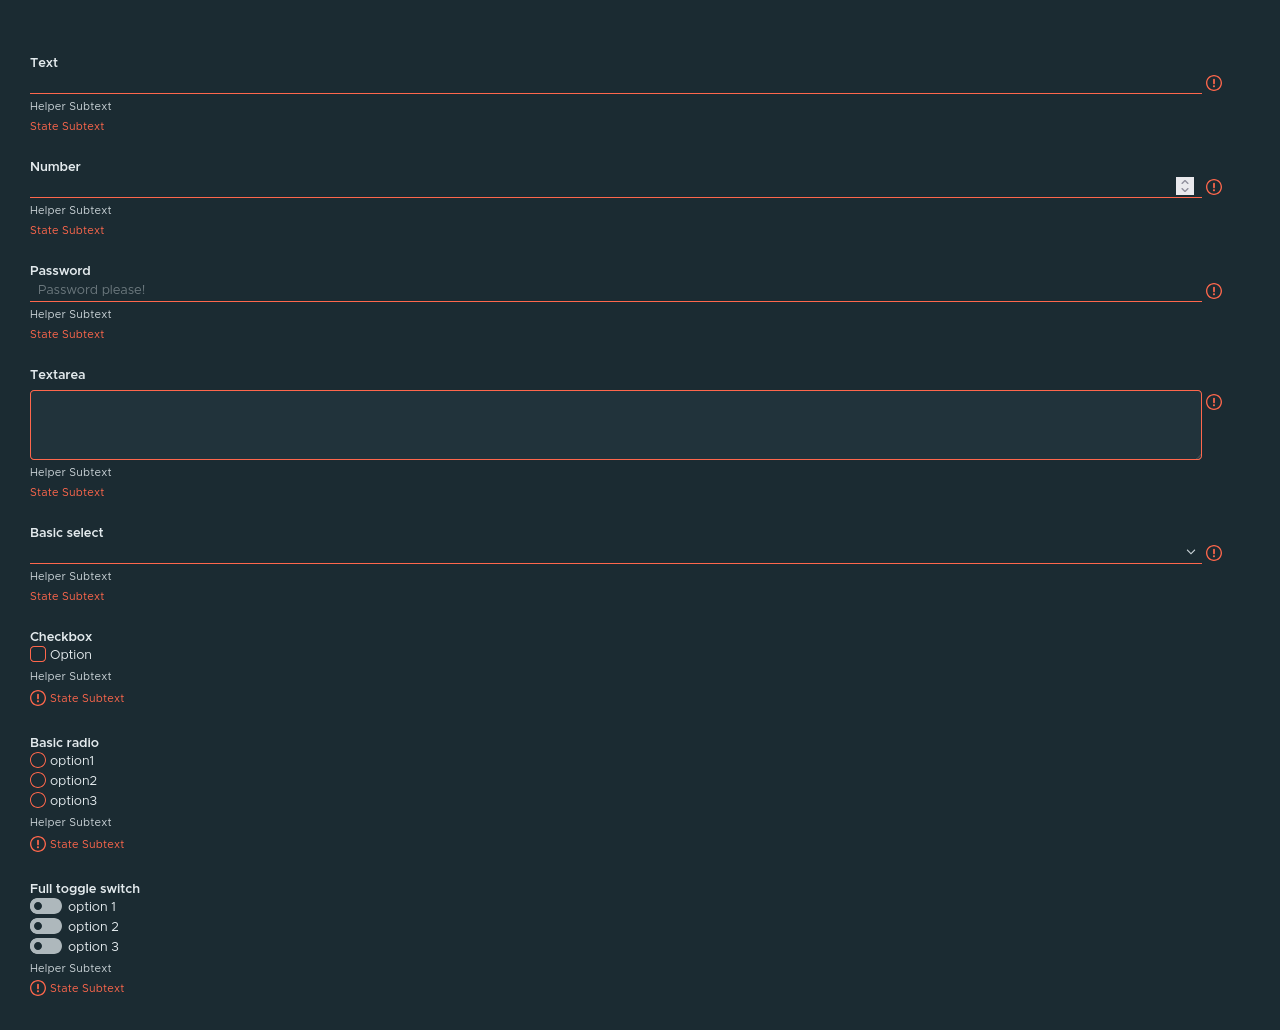 Text
Helper Subtext
State Subtext
Number
Helper Subtext
State Subtext
Password
Password please!
Helper Subtext
State Subtext
Textarea
Helper Subtext
State Subtext
Basic select
Helper Subtext
State Subtext
Checkbox
Option
Helper Subtext
State Subtext
Basic radio
option1
option2
option3
Helper Subtext
State Subtext
Full toggle switch
option 1
option 2
option 3
Helper Subtext
State Subtext